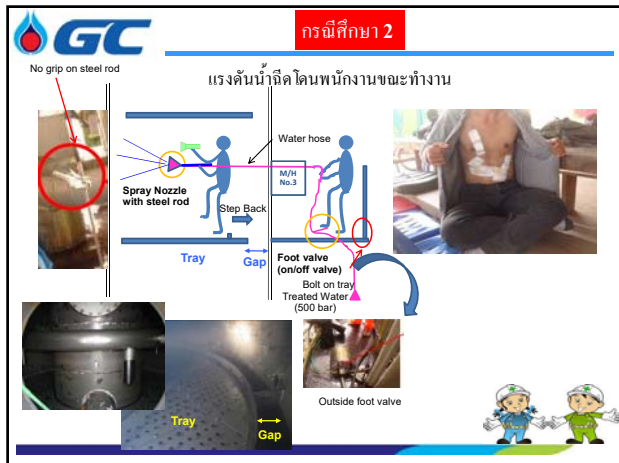 GC
กรณีศึกษา 2
No grip on steel rod
แรงดันน้ำฉีดโดนพนักงานขณะทำงาน
Water hose
M/H
No.3
Spray Nozzle
with steel rod
Step Back
Tray
Gap
Foot valve
(on/off valve)
Bolt on tray
Treated Water
(500 bar)
Outside foot valve
Tray
Gap